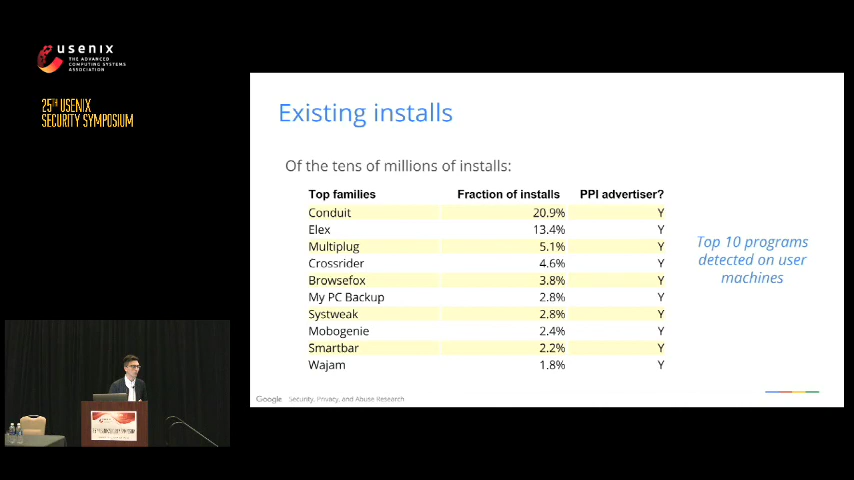 usenix
THE ADVANCED
COMPUTING SYSTEMS
ASSOCIATION
25TH USENIX
SECURITY SYMPOSIUM
Existing installs
Of the tens of millions of installs:
Top families Fraction of installs PPI advertiser?
Conduit 20.9% Y
Elex 13.4% Y
Multiplug 5.1% Y
Crossrider 4.6% Y
Browsefox 3.8% Y
My PC Backup 2.8% Y
Systweak 2.8% Y
Mobogenie 2.4% Y
Smartbar 2.2% Y
Wajam 1.8% Y
Top 10 programs
detected on user
machines
Google Security, Privacy, and Abuse Research